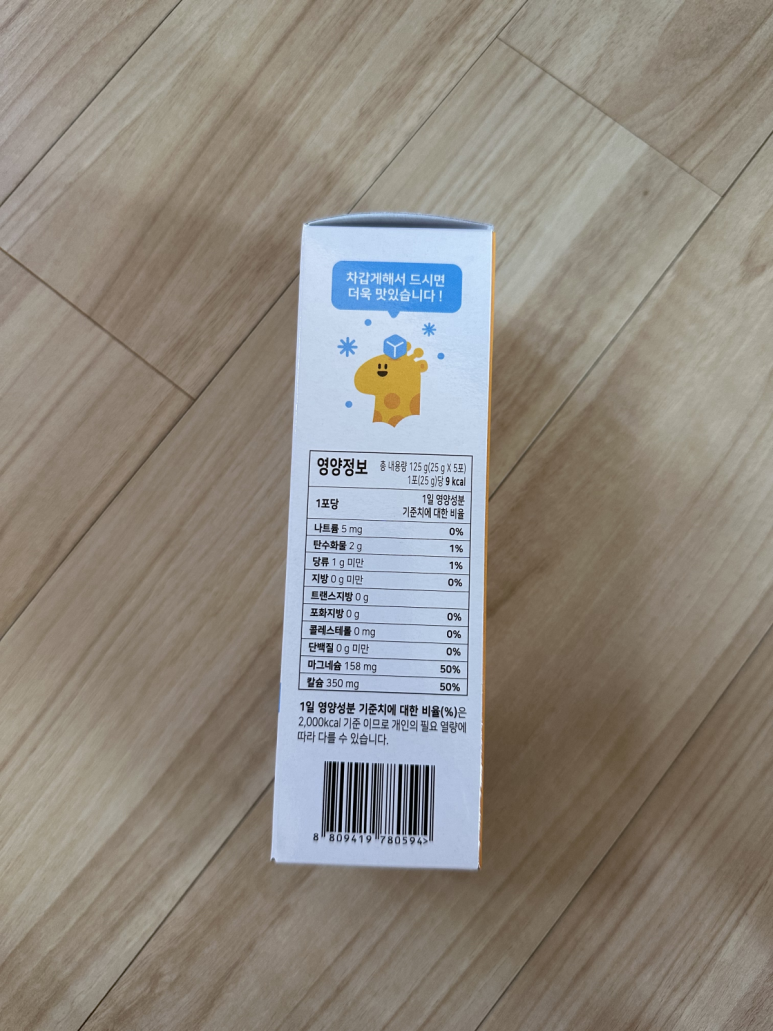 차갑게해서 드시면
더욱 맛있습니다 !
영양정보 총 내용량 125 g(25 g X 5포)
1포(25 g)당 9 kcal
1포당 1일 영양성분
기준치에 대한 비율
나트륨 5 mg 0%
탄수화물 2 g 1%
당류 1 g 미만 1%
지방 0 g 미만 0%
트랜스지방 0 g
포화지방 0 g 0%
콜레스테롤 0 mg 0%
단백질 0 g 미만 0%
마그네슘 158 mg 50%
칼슘 350 mg 50%
1일 영양성분 기준치에 대한 비율(%)은
2,000kcal 기준 이므로 개인의 필요 열량에
따라 다를 수 있습니다.
8 809419 780594>